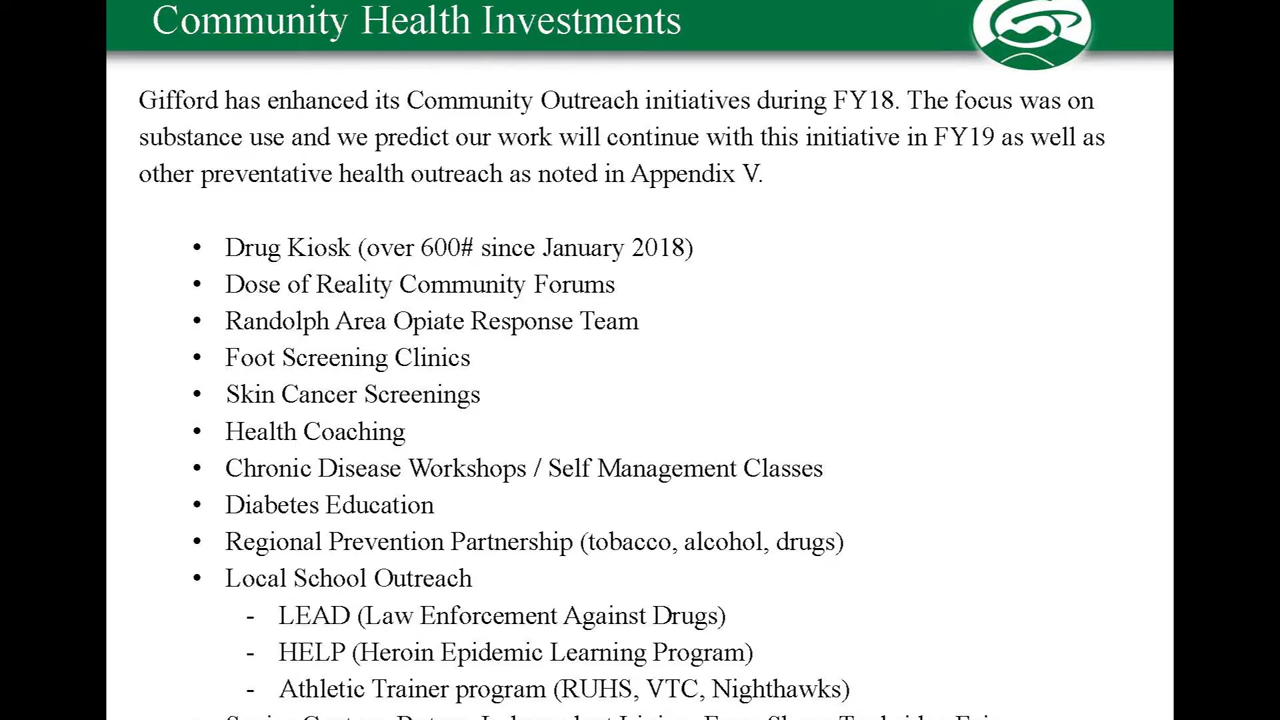 Community Health Investments
Gifford has enhanced its Community Outreach initiatives during FY18. The focus was on
substance use and we predict our work will continue with this initiative in FY19 as well as
other preventative health outreach as noted in Appendix V.
• Drug Kiosk (over 600# since January 2018)
• Dose of Reality Community Forums
• Randolph Area Opiate Response Team
• Foot Screening Clinics
• Skin Cancer Screenings
• Health Coaching
• Chronic Disease Workshops / Self Management Classes
• Diabetes Education
• Regional Prevention Partnership (tobacco, alcohol, drugs)
• Local School Outreach
- LEAD (Law Enforcement Against Drugs)
- HELP (Heroin Epidemic Learning Program)
- Athletic Trainer program (RUHS, VTC, Nighthawks)